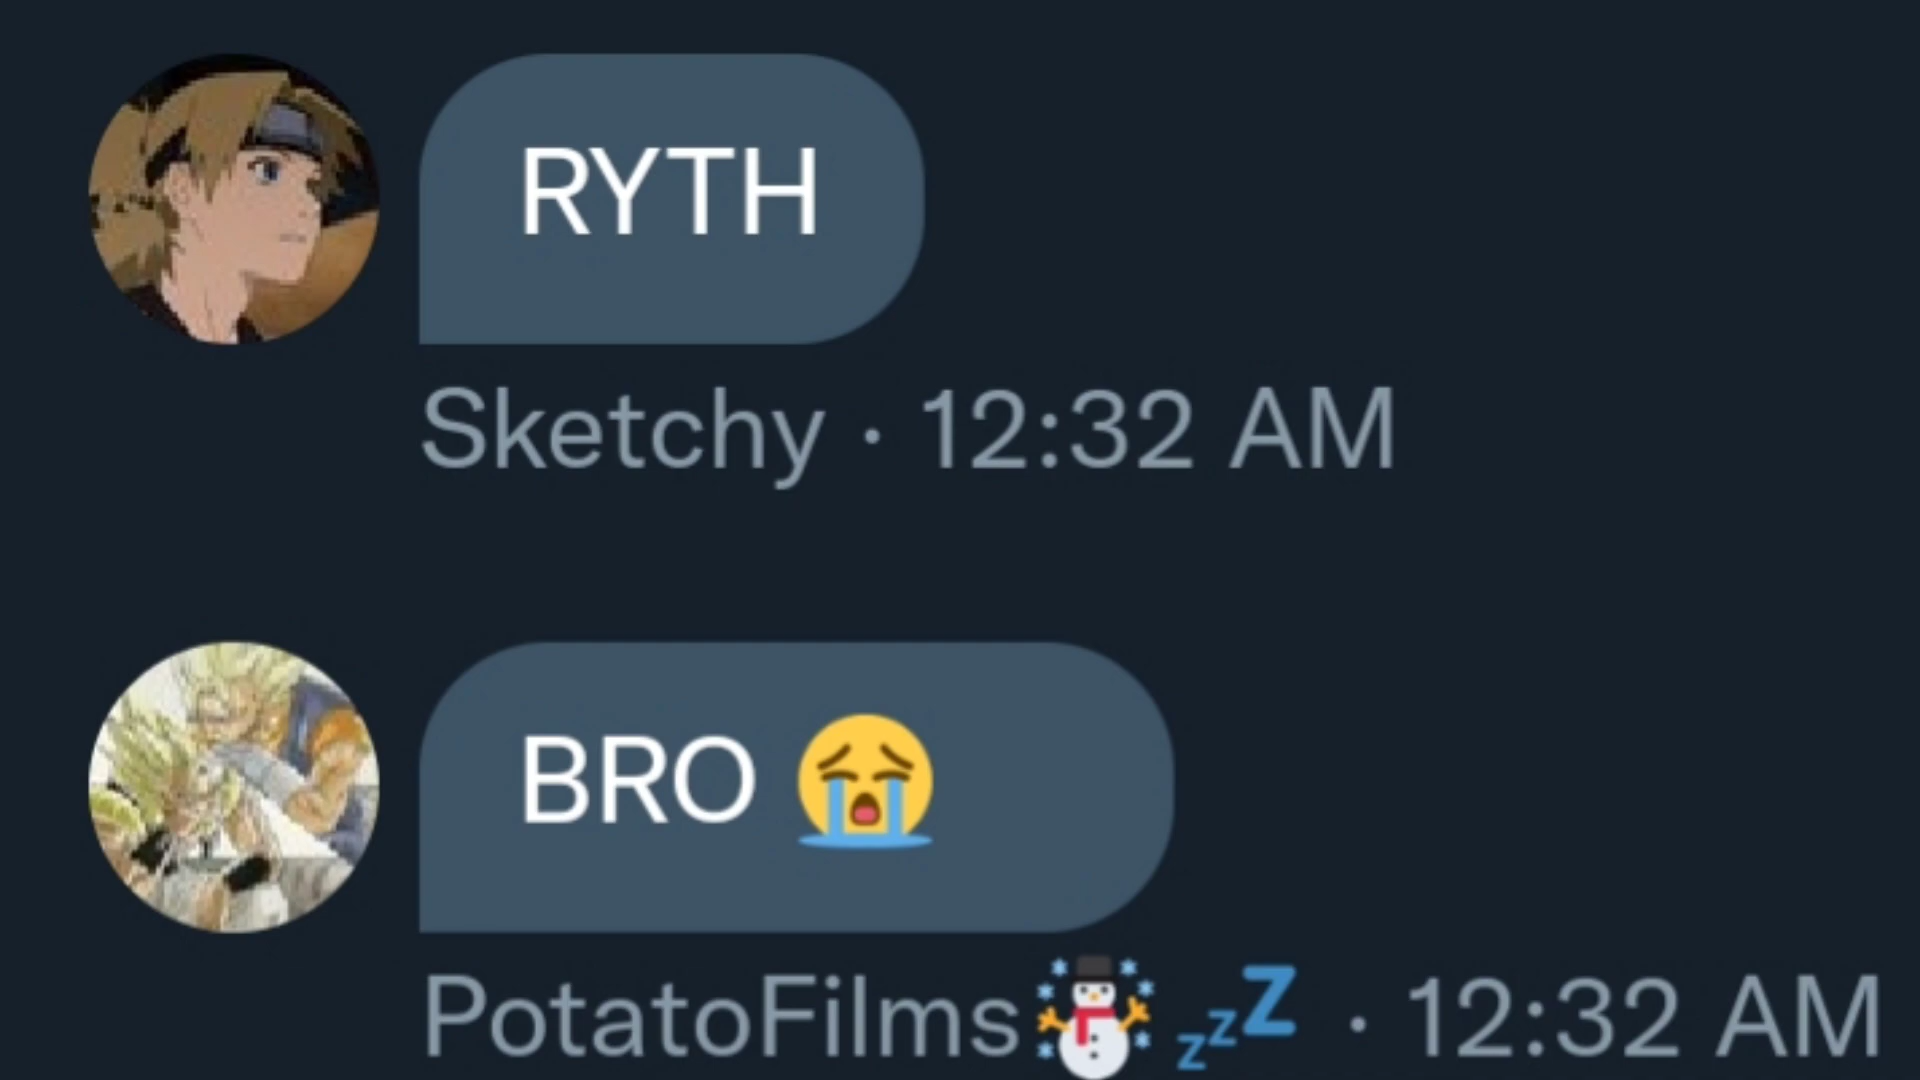 RYTH
Sketchy · 12:32 AM
BRO 😭
PotatoFilms☃️💤 · 12:32 AM